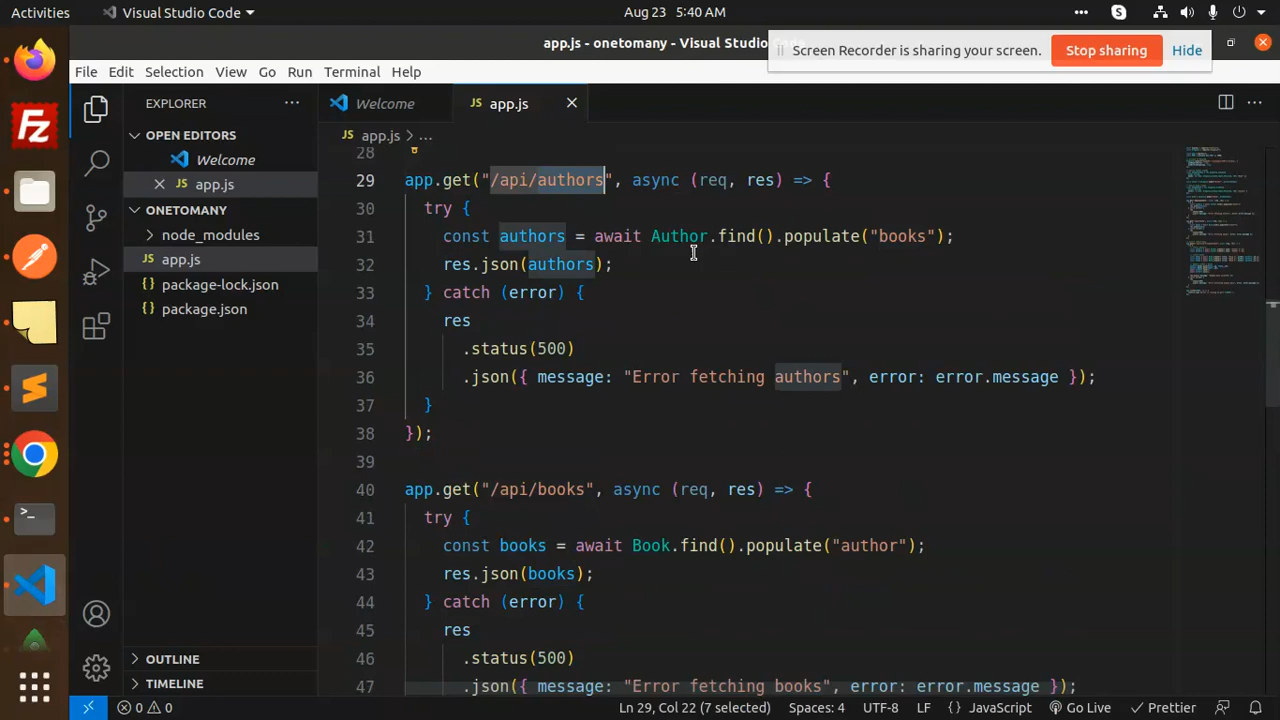 Activities
Visual Studio Code
Aug 23 5:40 AM
app.js - onetomany - Visual Studio
Screen Recorder is sharing your screen.
Stop sharing
Hide
File Edit Selection View Go Run Terminal Help
EXPLORER
OPEN EDITORS
Welcome
app.js
ONETOMANY
node_modules
app.js
package-lock.json
package.json
OUTLINE
TIMELINE
Welcome
app.js
app.js > ...
28
29 app.get("/api/authors", async (req, res) => {
30 try {
31 const authors = await Author.find().populate("books");
32 res.json(authors);
33 } catch (error) {
34 res
35 .status(500)
36 .json({ message: "Error fetching authors", error: error.message });
37 }
38 });
39
40 app.get("/api/books", async (req, res) => {
41 try {
42 const books = await Book.find().populate("author");
43 res.json(books);
44 } catch (error) {
45 res
46 .status(500)
47 .json({ message: "Error fetching books", error: error.message });
0 0 Ln 29, Col 22 (7 selected) Spaces: 4 UTF-8 LF {} JavaScript Go Live Prettier